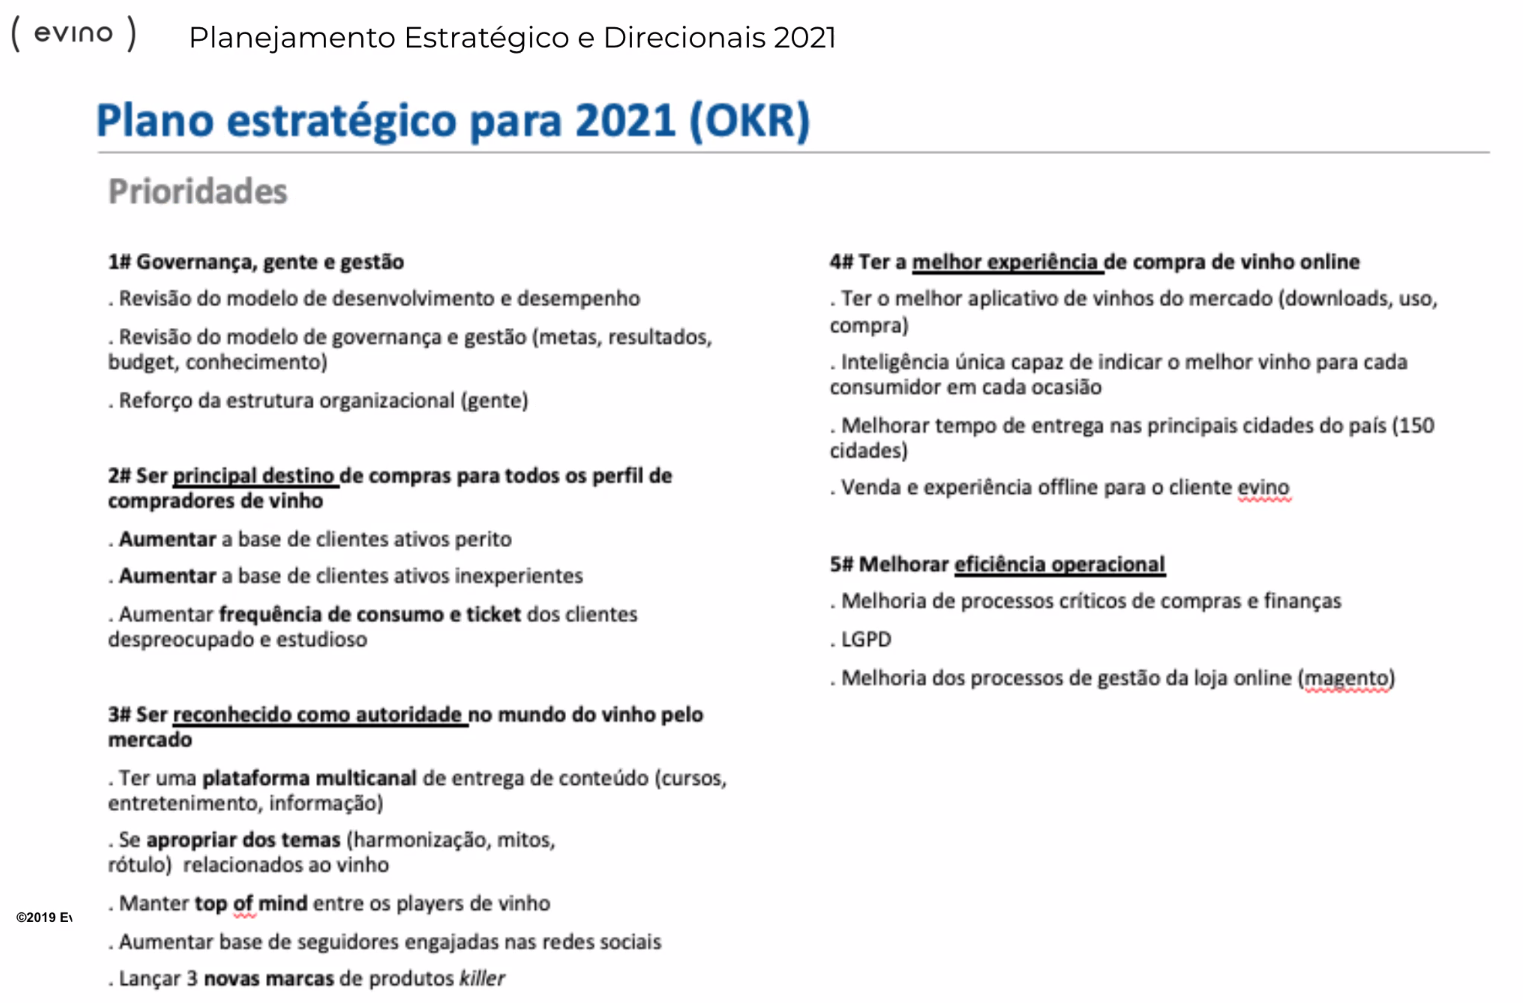 ( evino )
Planejamento Estratégico e Direcionais 2021
Plano estratégico para 2021 (OKR)
Prioridades
1# Governança, gente e gestão
. Revisão do modelo de desenvolvimento e desempenho
. Revisão do modelo de governança e gestão (metas, resultados,
budget, conhecimento)
. Reforço da estrutura organizacional (gente)
2# Ser principal destino de compras para todos os perfil de
compradores de vinho
. Aumentar a base de clientes ativos perito
. Aumentar a base de clientes ativos inexperientes
. Aumentar frequência de consumo e ticket dos clientes
despreocupado e estudioso
3# Ser reconhecido como autoridade no mundo do vinho pelo
mercado
. Ter uma plataforma multicanal de entrega de conteúdo (cursos,
entretenimento, informação)
. Se apropriar dos temas (harmonização, mitos,
rótulo)  relacionados ao vinho
. Manter top of mind entre os players de vinho
. Aumentar base de seguidores engajadas nas redes sociais
. Lançar 3 novas marcas de produtos killer
4# Ter a melhor experiência de compra de vinho online
. Ter o melhor aplicativo de vinhos do mercado (downloads, uso,
compra)
. Inteligência única capaz de indicar o melhor vinho para cada
consumidor em cada ocasião
. Melhorar tempo de entrega nas principais cidades do país (150
cidades)
. Venda e experiência offline para o cliente evino
5# Melhorar eficiência operacional
. Melhoria de processos críticos de compras e finanças
. LGPD
. Melhoria dos processos de gestão da loja online (magento)
©2019